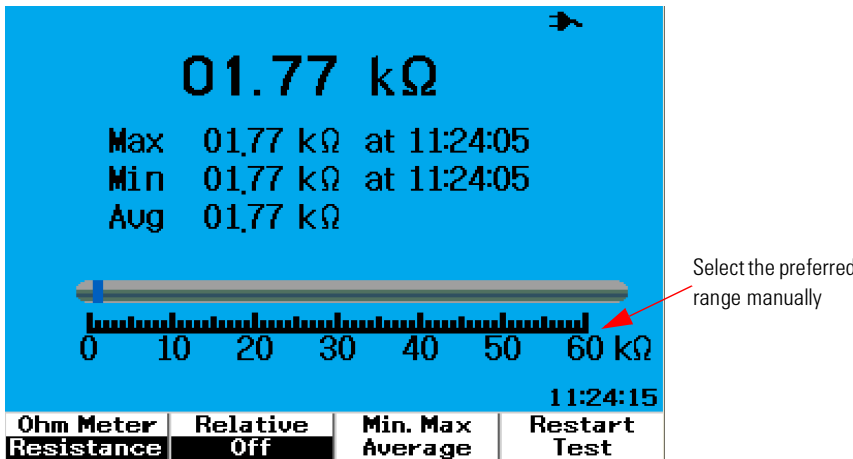 01.77 kΩ
Max 01.77 kΩ at 11:24:05
Min 01.77 kΩ at 11:24:05
Avg 01.77 kΩ
Select the preferred
range manually
0 10 20 30 40 50 60 kΩ
11:24:15
Ohm Meter Relative Min. Max Restart
Resistance Off Average Test